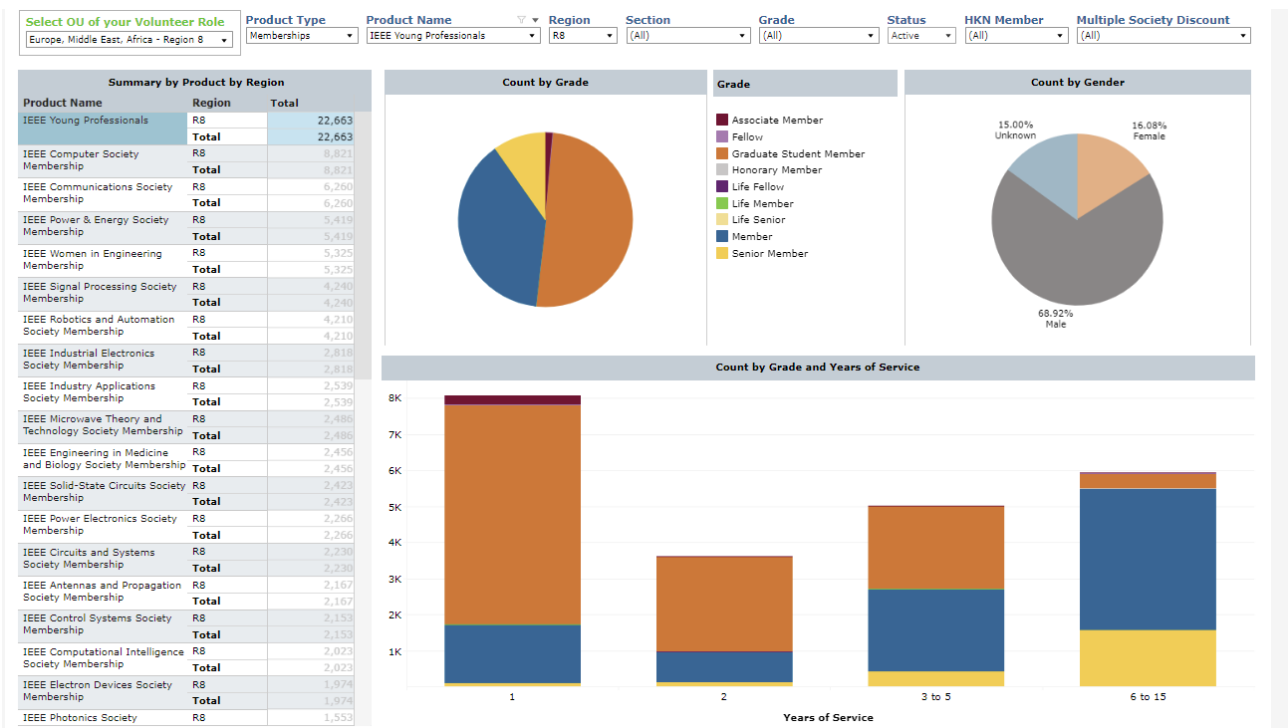 Select OU of your Volunteer Role
Europe, Middle East, Africa - Region 8
Product Type
Memberships
Product Name
IEEE Young Professionals
Region
R8
Section
(All)
Grade
(All)
Status
Active
HKN Member
(All)
Multiple Society Discount
(All)
Summary by Product by Region
Product Name Region Total
IEEE Young Professionals R8 22,663
Total 22,663
IEEE Computer Society R8 8,821
Membership Total 8,821
IEEE Communications Society R8 6,260
Membership Total 6,260
IEEE Power & Energy Society R8 5,419
Membership Total 5,419
IEEE Women in Engineering R8 5,325
Membership Total 5,325
IEEE Signal Processing Society R8 4,240
Membership Total 4,240
IEEE Robotics and Automation R8 4,210
Society Membership Total 4,210
IEEE Industrial Electronics R8 2,818
Society Membership Total 2,818
IEEE Industry Applications R8 2,539
Society Membership Total 2,539
IEEE Microwave Theory and R8 2,486
Technology Society Membership Total 2,486
IEEE Engineering in Medicine R8 2,456
and Biology Society Membership Total 2,456
IEEE Solid-State Circuits Society R8 2,423
Membership Total 2,423
IEEE Power Electronics Society R8 2,266
Membership Total 2,266
IEEE Circuits and Systems R8 2,230
Society Membership Total 2,230
IEEE Antennas and Propagation R8 2,167
Society Membership Total 2,167
IEEE Control Systems Society R8 2,153
Membership Total 2,153
IEEE Computational Intelligence R8 2,023
Society Membership Total 2,023
IEEE Electron Devices Society R8 1,974
Membership Total 1,974
IEEE Photonics Society R8 1,553
Count by Grade
Grade
Associate Member
Fellow
Graduate Student Member
Honorary Member
Life Fellow
Life Member
Life Senior
Member
Senior Member
Count by Gender
15.00%
Unknown
16.08%
Female
68.92%
Male
Count by Grade and Years of Service
8K
7K
6K
5K
4K
3K
2K
1K
1 2 3 to 5 6 to 15
Years of Service